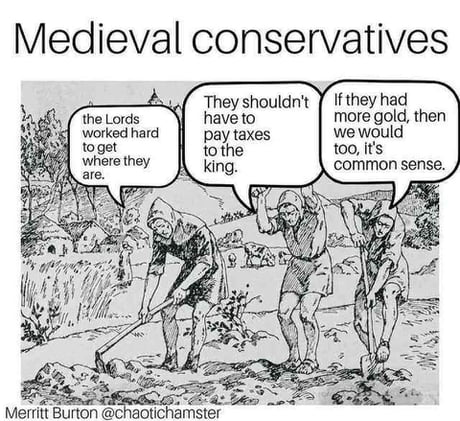 Medieval conservatives
the Lords
worked hard
to get
where they
are.
They shouldn't
have to
pay taxes
to the
king.
If they had
more gold, then
we would
too, it's
common sense.
Merritt Burton @chaotichamster